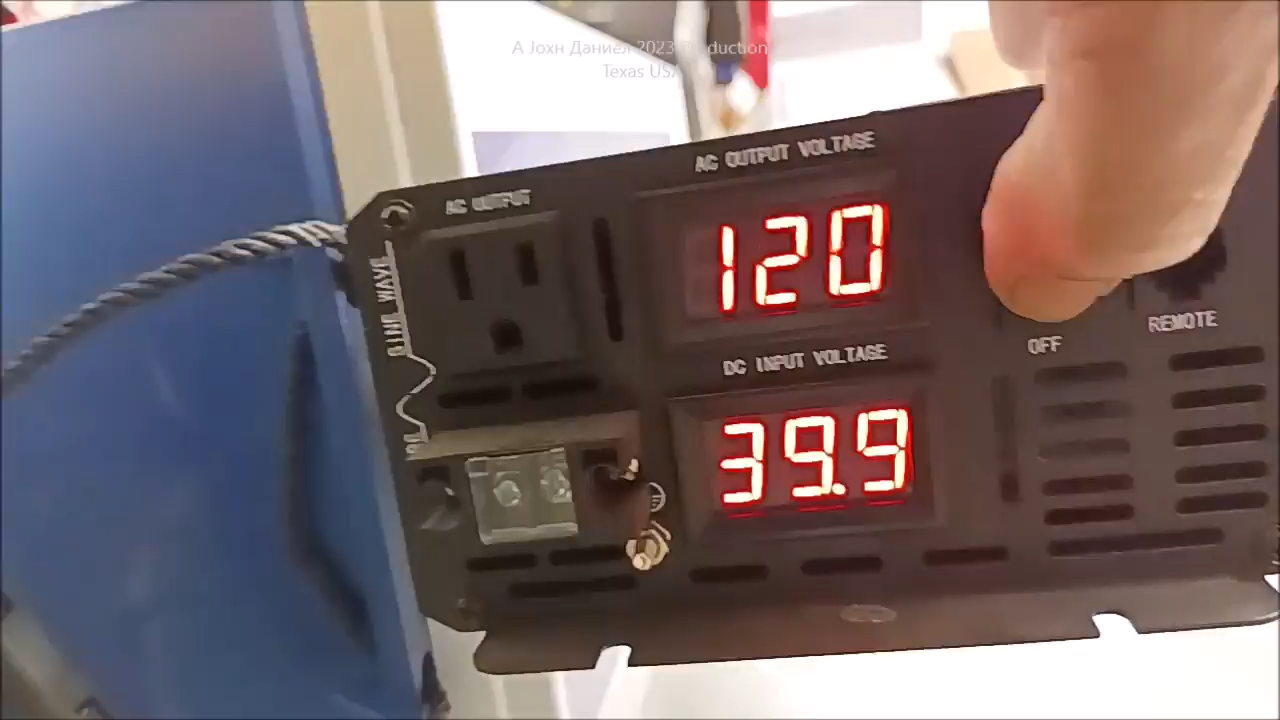 A Joxн Даниел 2023 Production
Texas USA
AC OUTPUT VOLTAGE
AC OUTPUT
120
SINE WAVE
DC INPUT VOLTAGE
OFF
REMOTE
39.9